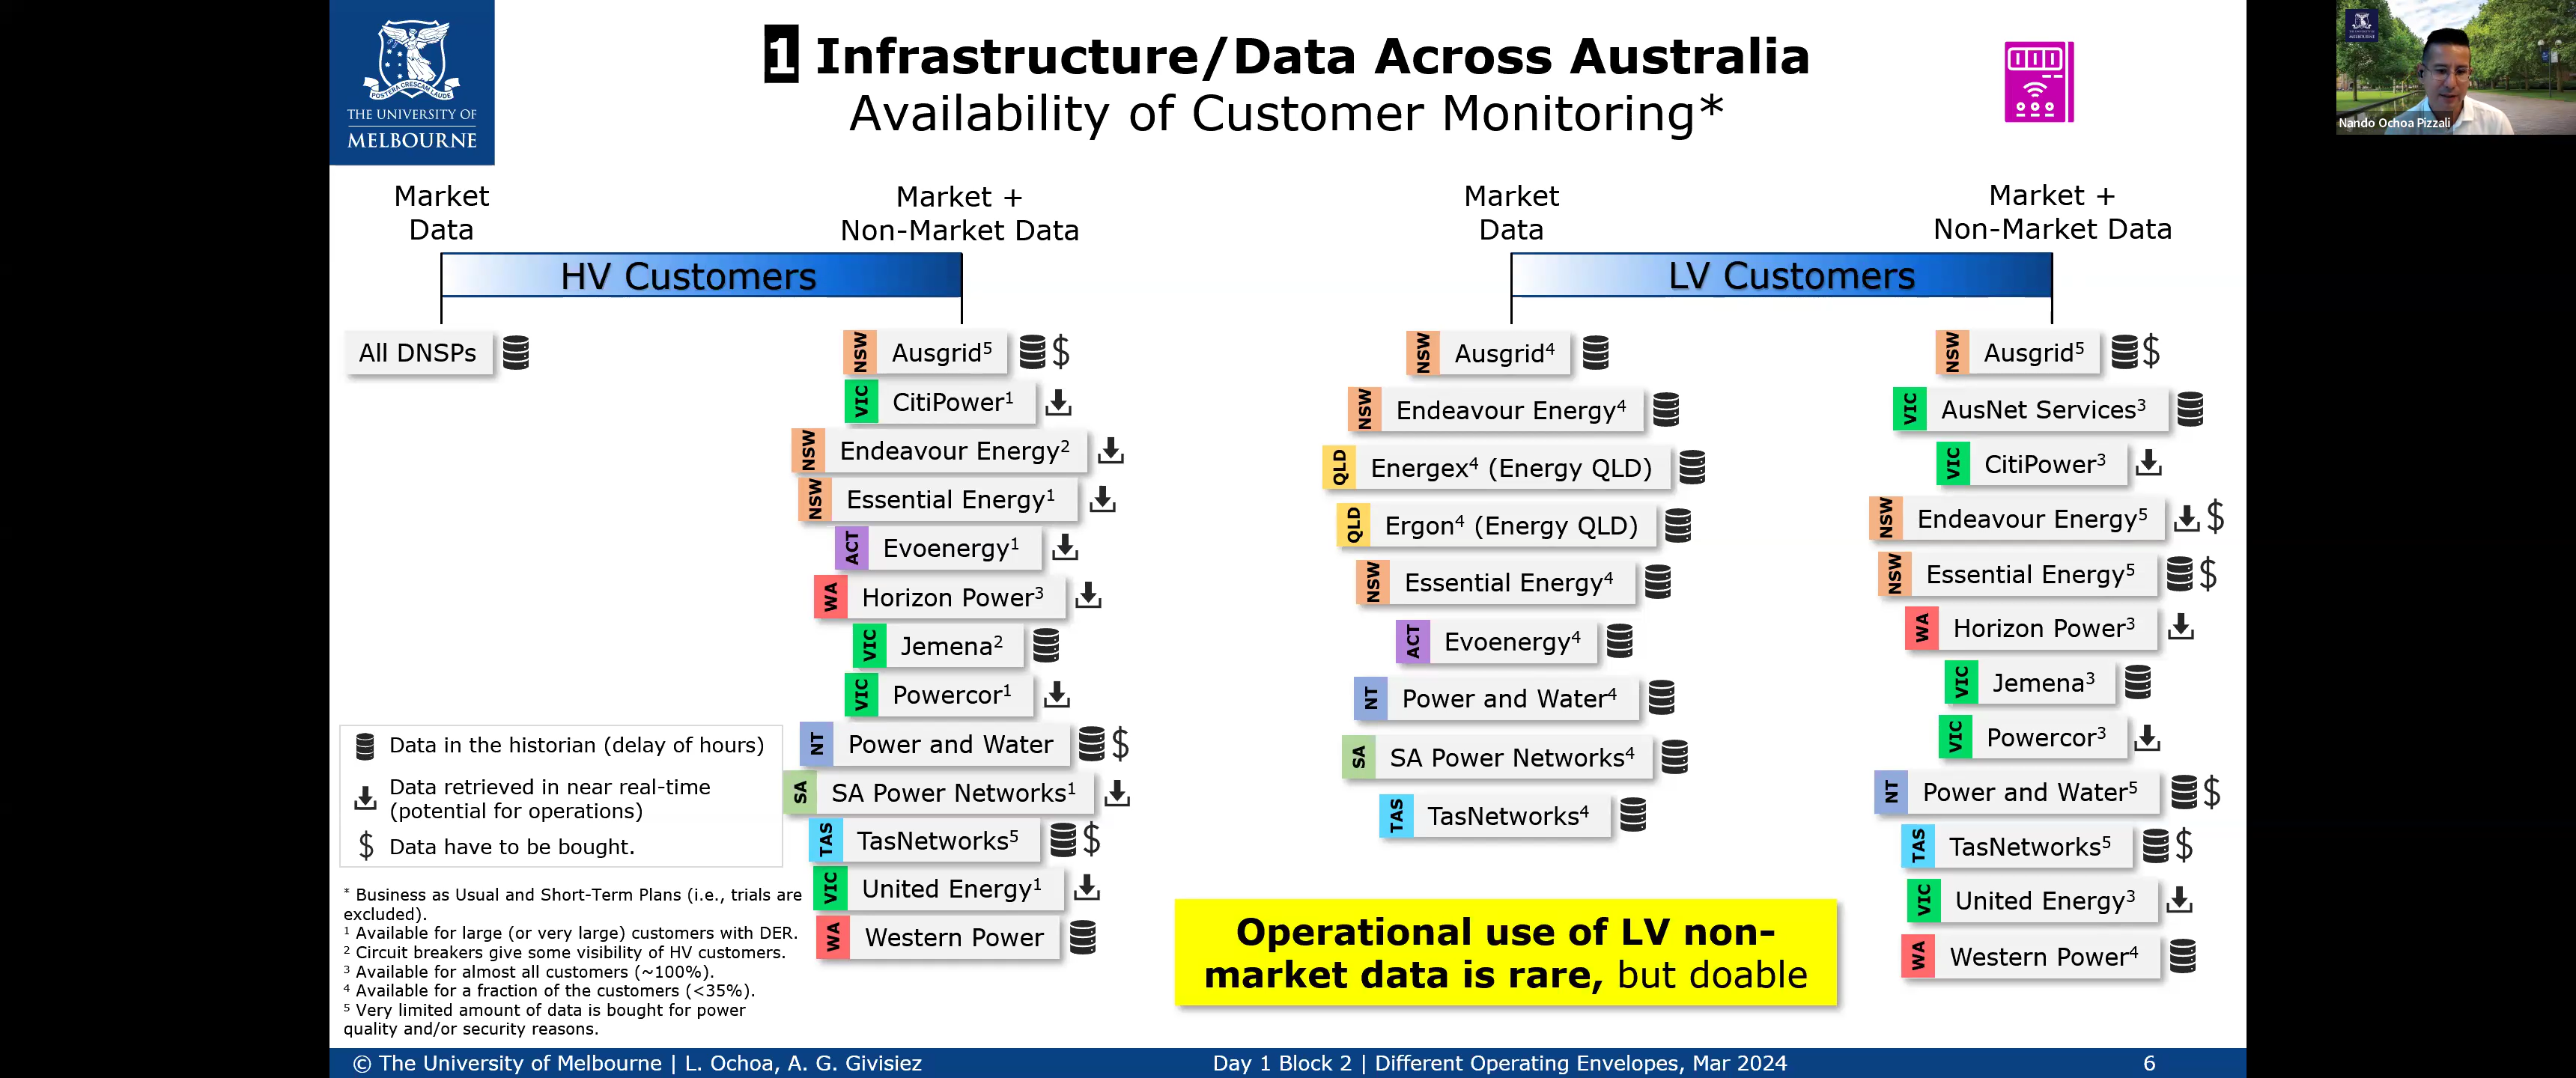 THE UNIVERSITY OF
MELBOURNE
1 Infrastructure/Data Across Australia
Availability of Customer Monitoring*
Nando Ochoa Pizzali
Market
Data
Market +
Non-Market Data
HV Customers
All DNSPs
NSW Ausgrid⁵ $
VIC CitiPower¹
NSW Endeavour Energy²
NSW Essential Energy¹
ACT Evoenergy¹
WA Horizon Power³
VIC Jemena²
VIC Powercor¹
NT Power and Water $
SA SA Power Networks¹
TAS TasNetworks⁵ $
VIC United Energy¹
WA Western Power
Market
Data
Market +
Non-Market Data
LV Customers
NSW Ausgrid⁴
NSW Endeavour Energy⁴
QLD Energex⁴ (Energy QLD)
QLD Ergon⁴ (Energy QLD)
NSW Essential Energy⁴
ACT Evoenergy⁴
NT Power and Water⁴
SA SA Power Networks⁴
TAS TasNetworks⁴
NSW Ausgrid⁵ $
VIC AusNet Services³
VIC CitiPower³
NSW Endeavour Energy⁵ $
NSW Essential Energy⁵ $
WA Horizon Power³
VIC Jemena³
VIC Powercor³
NT Power and Water⁵ $
TAS TasNetworks⁵ $
VIC United Energy³
WA Western Power⁴
Data in the historian (delay of hours)
Data retrieved in near real-time
(potential for operations)
$ Data have to be bought.
* Business as Usual and Short-Term Plans (i.e., trials are
excluded).
¹ Available for large (or very large) customers with DER.
² Circuit breakers give some visibility of HV customers.
³ Available for almost all customers (~100%).
⁴ Available for a fraction of the customers (<35%).
⁵ Very limited amount of data is bought for power
quality and/or security reasons.
Operational use of LV non-
market data is rare, but doable
© The University of Melbourne | L. Ochoa, A. G. Givisiez
Day 1 Block 2 | Different Operating Envelopes, Mar 2024
6